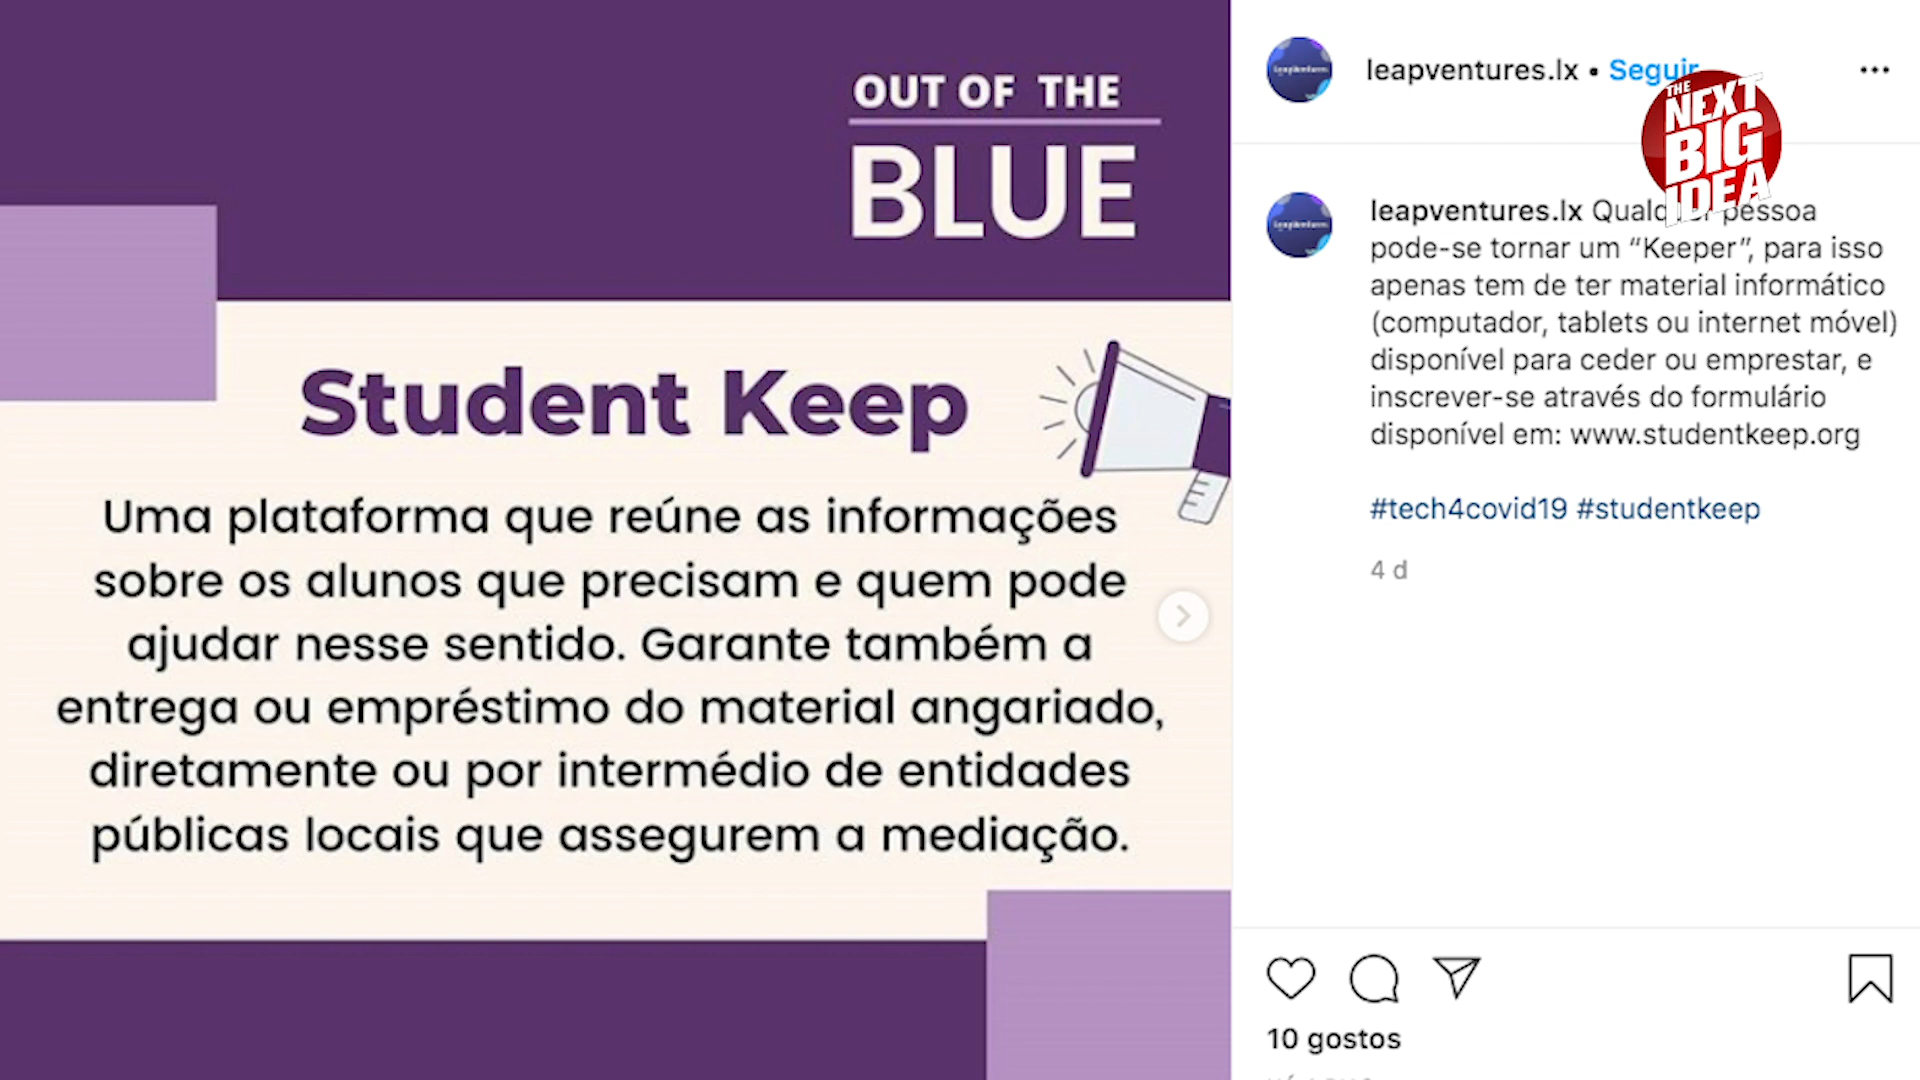 OUT OF THE
BLUE
Student Keep
Uma plataforma que reúne as informações
sobre os alunos que precisam e quem pode
ajudar nesse sentido. Garante também a
entrega ou empréstimo do material angariado,
diretamente ou por intermédio de entidades
públicas locais que assegurem a mediação.
leapventures.lx • Seguir
THE
NEXT
BIG
IDEA
leapventures.lx pessoa
pode-se tornar um “Keeper”, para isso
apenas tem de ter material informático
(computador, tablets ou internet móvel)
disponível para ceder ou emprestar, e
inscrever-se através do formulário
disponível em: www.studentkeep.org
#tech4covid19 #studentkeep
4 d
10 gostos